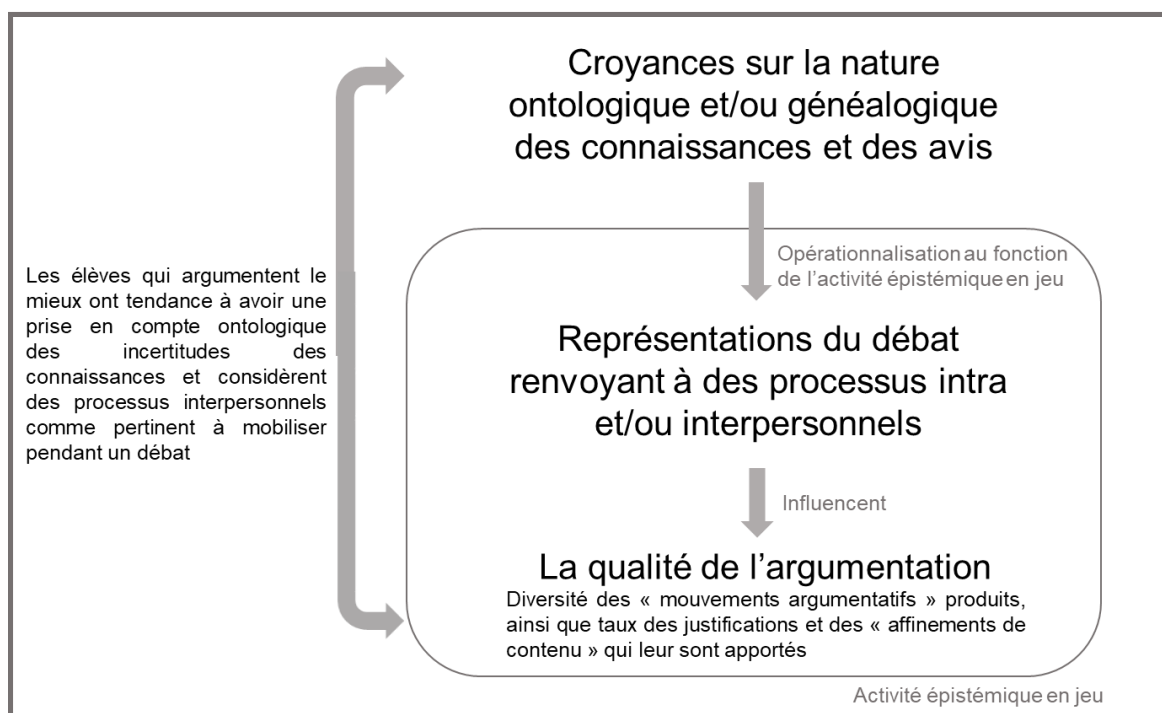 Croyances sur la nature
ontologique et/ou généalogique
des connaissances et des avis
Opérationnalisation au fonction
de l’activité épistémique en jeu
Les élèves qui argumentent le
mieux ont tendance à avoir une
prise en compte ontologique
des incertitudes des
connaissances et considèrent
des processus interpersonnels
comme pertinent à mobiliser
pendant un débat
Représentations du débat
renvoyant à des processus intra
et/ou interpersonnels
Influencent
La qualité de l’argumentation
Diversité des « mouvements argumentatifs » produits,
ainsi que taux des justifications et des « affinements de
contenu » qui leur sont apportés
Activité épistémique en jeu